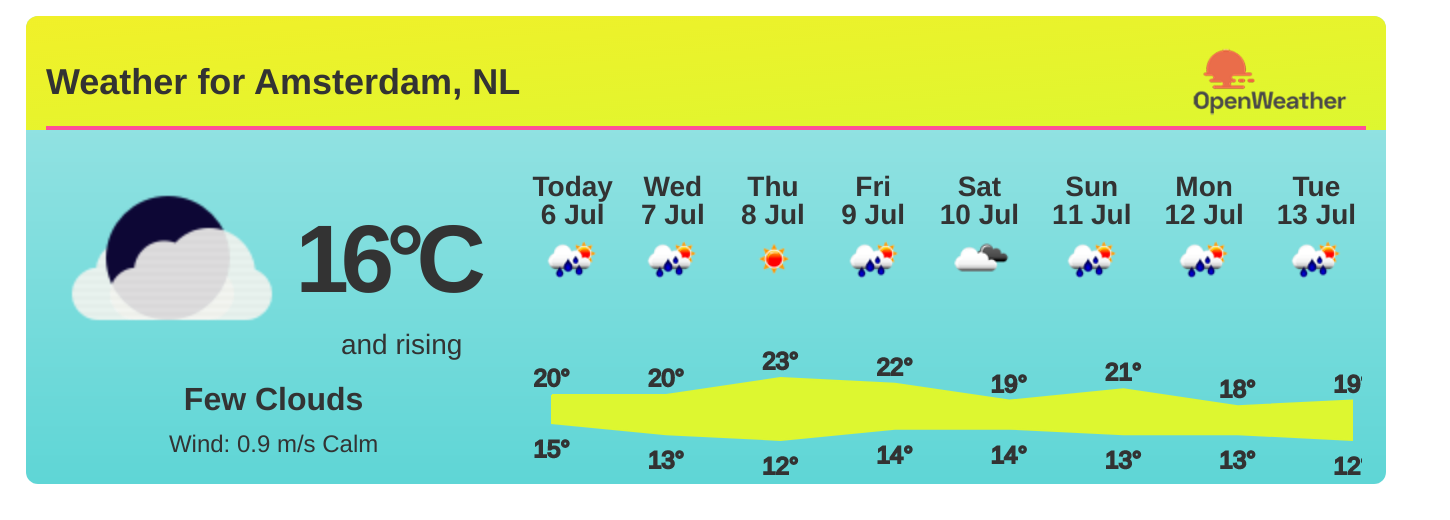 Weather for Amsterdam, NL
OpenWeather
16°C
and rising
Few Clouds
Wind: 0.9 m/s Calm
Today Wed Thu Fri Sat Sun Mon Tue
6 Jul 7 Jul 8 Jul 9 Jul 10 Jul 11 Jul 12 Jul 13 Jul
20° 20° 23° 22° 19° 21° 18° 19°
15° 13° 12° 14° 14° 13° 13° 12°